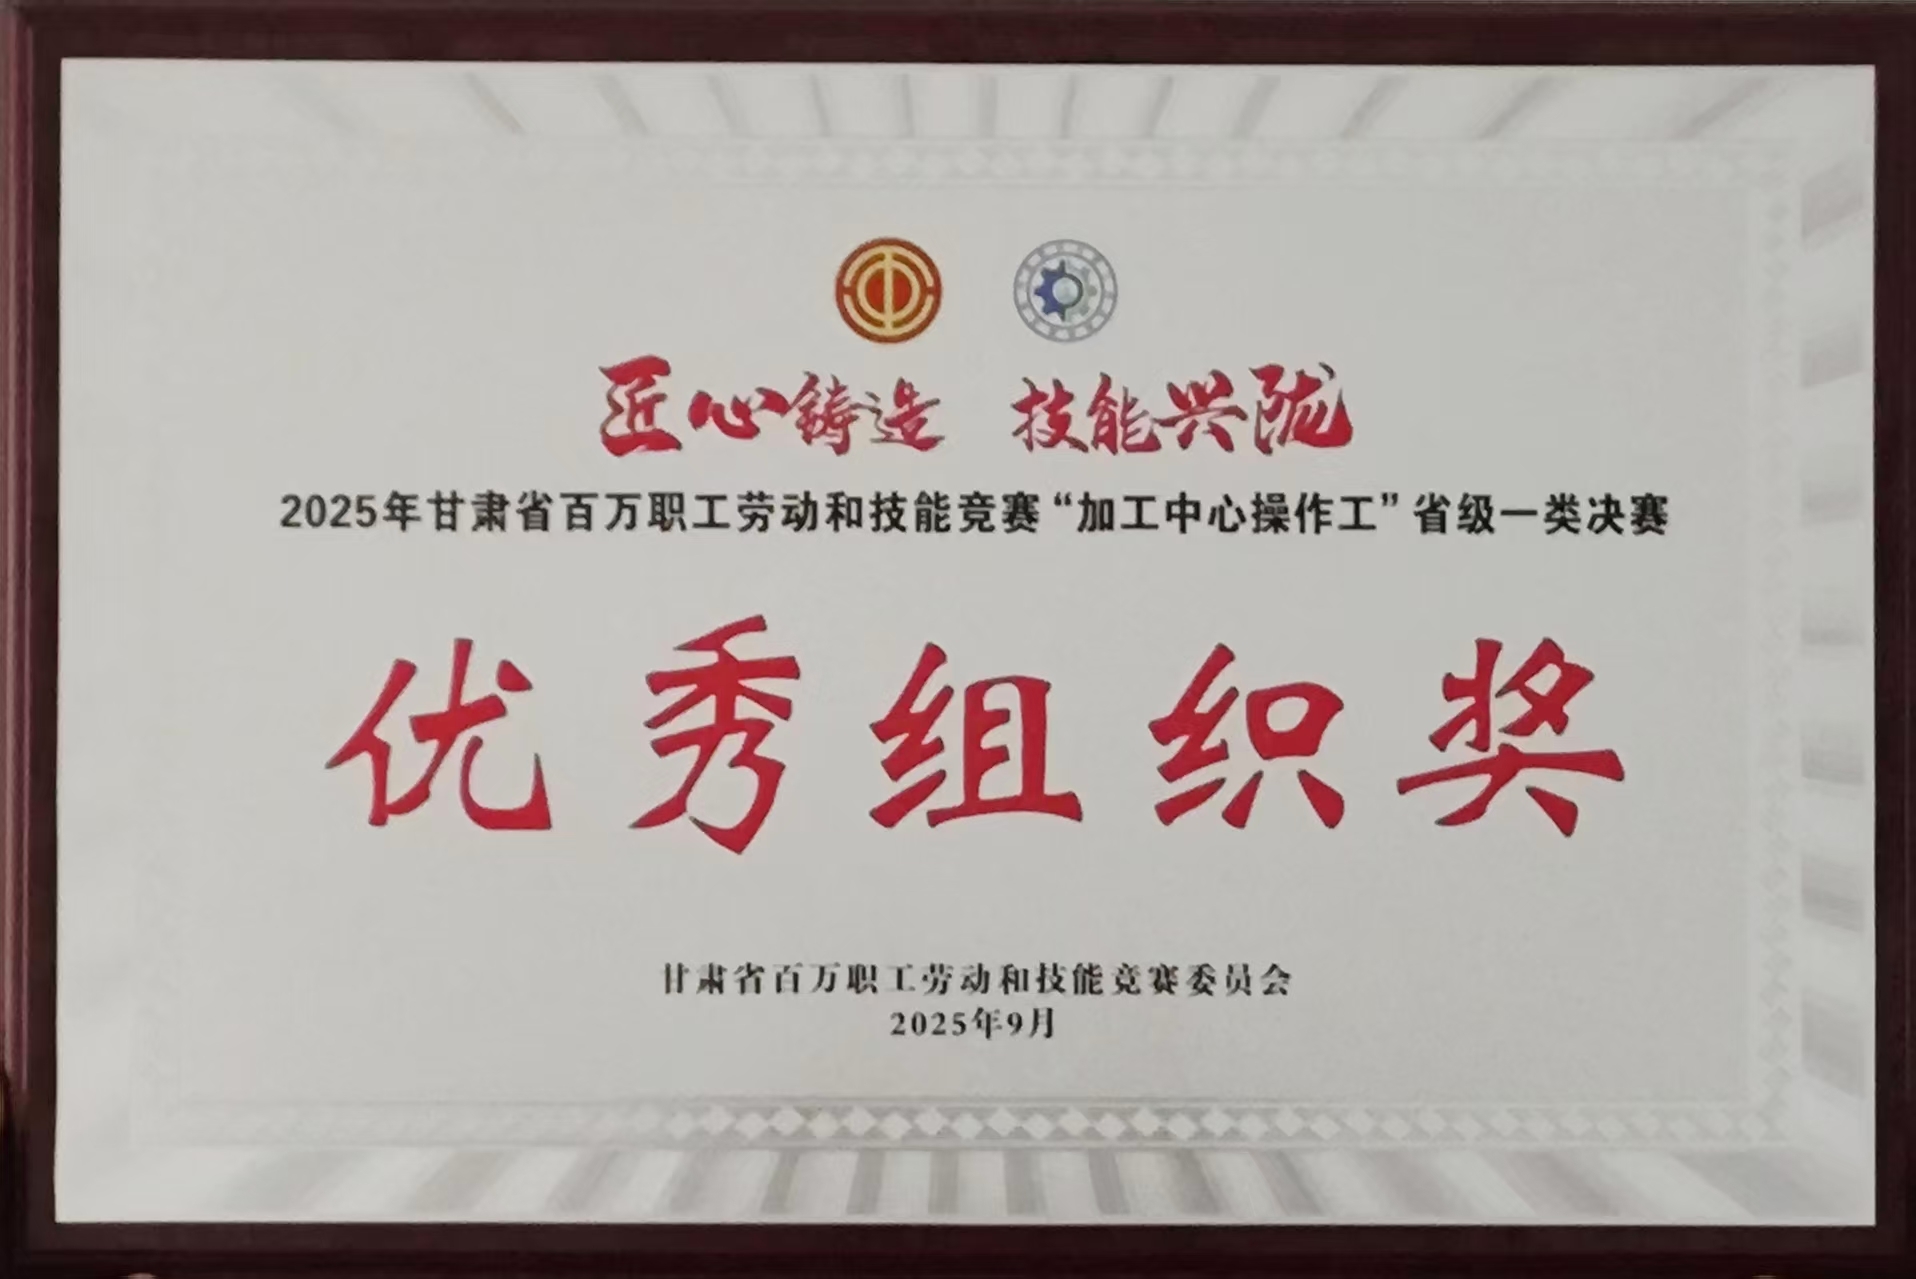 匠心铸造 技能兴陇
2025年甘肃省百万职工劳动和技能竞赛“加工中心操作工”省级一类决赛
优秀组织奖
甘肃省百万职工劳动和技能竞赛委员会
2025年9月